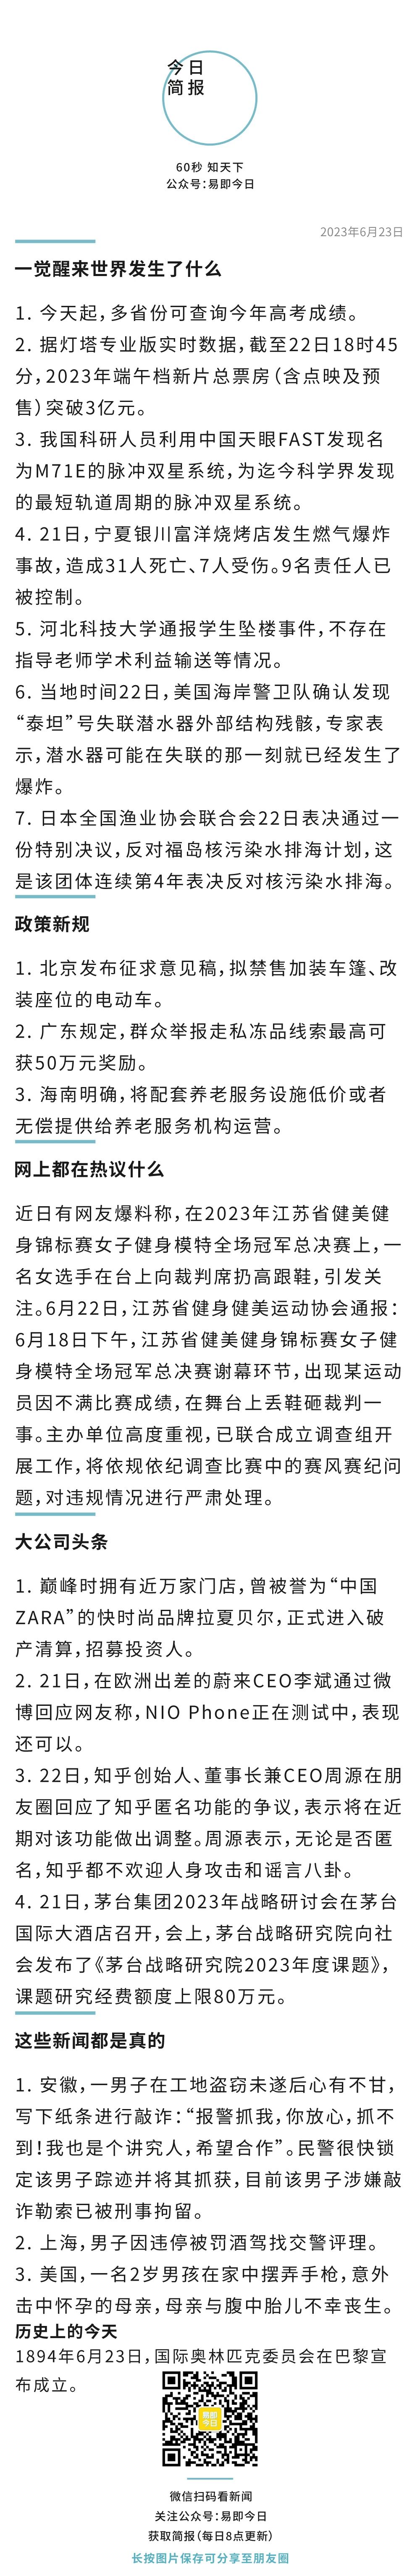 今日
简报
60秒 知天下
公众号：易即今日
2023年6月23日
一觉醒来世界发生了什么
1. 今天起，多省份可查询今年高考成绩。
2. 据灯塔专业版实时数据，截至22日18时45
分，2023年端午档新片总票房（含点映及预
售）突破3亿元。
3. 我国科研人员利用中国天眼FAST发现名
为M71E的脉冲双星系统，为迄今科学界发现
的最短轨道周期的脉冲双星系统。
4. 21日，宁夏银川富洋烧烤店发生燃气爆炸
事故，造成31人死亡、7人受伤。9名责任人已
被控制。
5. 河北科技大学通报学生坠楼事件，不存在
指导老师学术利益输送等情况。
6. 当地时间22日，美国海岸警卫队确认发现
“泰坦”号失联潜水器外部结构残骸，专家表
示，潜水器可能在失联的那一刻就已经发生了
爆炸。
7. 日本全国渔业协会联合会22日表决通过一
份特别决议，反对福岛核污染水排海计划，这
是该团体连续第4年表决反对核污染水排海。
政策新规
1. 北京发布征求意见稿，拟禁售加装车篷、改
装座位的电动车。
2. 广东规定，群众举报走私冻品线索最高可
获50万元奖励。
3. 海南明确，将配套养老服务设施低价或者
无偿提供给养老服务机构运营。
网上都在热议什么
近日有网友爆料称，在2023年江苏省健美健
身锦标赛女子健身模特全场冠军总决赛上，一
名女选手在台上向裁判席扔高跟鞋，引发关
注。6月22日，江苏省健身健美运动协会通报：
6月18日下午，江苏省健美健身锦标赛女子健
身模特全场冠军总决赛谢幕环节，出现某运动
员因不满比赛成绩，在舞台上丢鞋砸裁判一
事。主办单位高度重视，已联合成立调查组开
展工作，将依规依纪调查比赛中的赛风赛纪问
题，对违规情况进行严肃处理。
大公司头条
1. 巅峰时拥有近万家门店，曾被誉为“中国
ZARA”的快时尚品牌拉夏贝尔，正式进入破
产清算，招募投资人。
2. 21日，在欧洲出差的蔚来CEO李斌通过微
博回应网友称，NIO Phone正在测试中，表现
还可以。
3. 22日，知乎创始人、董事长兼CEO周源在朋
友圈回应了知乎匿名功能的争议，表示将在近
期对该功能做出调整。周源表示，无论是否匿
名，知乎都不欢迎人身攻击和谣言八卦。
4. 21日，茅台集团2023年战略研讨会在茅台
国际大酒店召开，会上，茅台战略研究院向社
会发布了《茅台战略研究院2023年度课题》，
课题研究经费额度上限80万元。
这些新闻都是真的
1. 安徽，一男子在工地盗窃未遂后心有不甘，
写下纸条进行敲诈：“报警抓我，你放心，抓不
到！我也是个讲究人，希望合作”。民警很快锁
定该男子踪迹并将其抓获，目前该男子涉嫌敲
诈勒索已被刑事拘留。
2. 上海，男子因违停被罚酒驾找交警评理。
3. 美国，一名2岁男孩在家中摆弄手枪，意外
击中怀孕的母亲，母亲与腹中胎儿不幸丧生。
历史上的今天
1894年6月23日，国际奥林匹克委员会在巴黎宣
布成立。
易即
今日
微信扫码看新闻
关注公众号：易即今日
获取简报（每日8点更新）
长按图片保存可分享至朋友圈